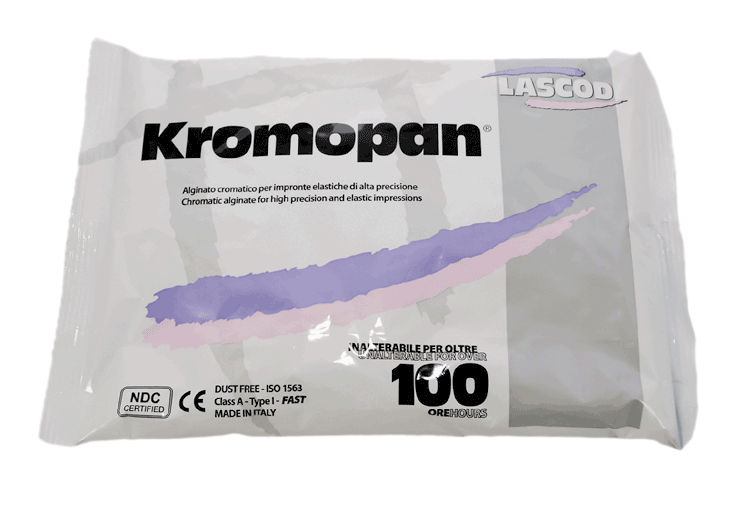 LASCOD
Kromopan®
Alginato cromatico per impronte elastiche di alta precisione
Chromatic alginate for high precision and elastic impressions
INALTERABILE PER OLTRE
UNALTERABLE FOR OVER
100
OREHOURS
NDC
CERTIFIED
CE
DUST FREE - ISO 1563
Class A - Type I - FAST
MADE IN ITALY